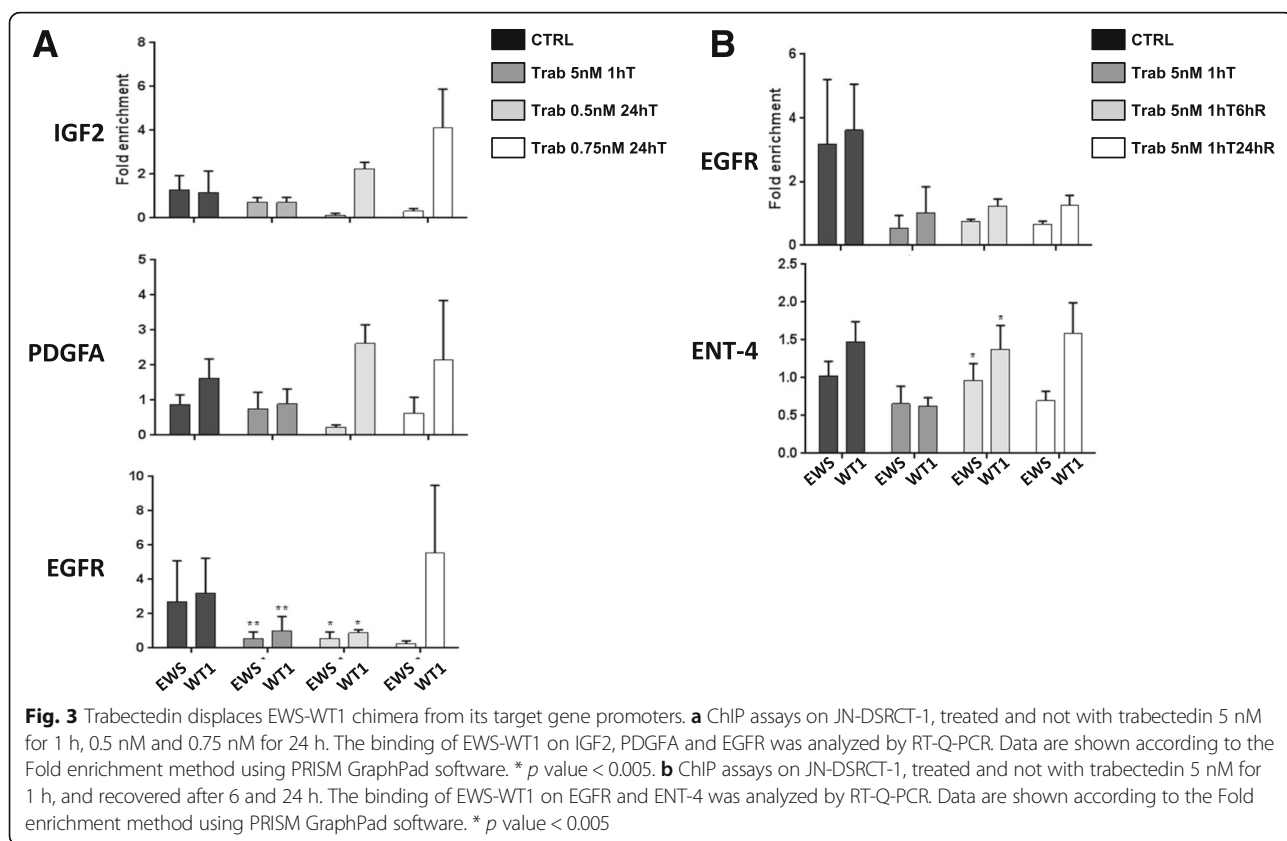 A
CTRL
Trab 5nM 1hT
Trab 0.5nM 24hT
Trab 0.75nM 24hT
IGF2
Fold enrichment
8
6
4
2
0
PDGFA
5
4
3
2
1
0
EGFR
10
8
6
4
2
0
** ** * *
EWS WT1 EWS WT1 EWS WT1 EWS WT1
B
CTRL
Trab 5nM 1hT
Trab 5nM 1hT6hR
Trab 5nM 1hT24hR
EGFR
Fold enrichment
6
4
2
0
ENT-4
2.5
2.0
1.5
1.0
0.5
0.0
* *
EWS WT1 EWS WT1 EWS WT1 EWS WT1
Fig. 3 Trabectedin displaces EWS-WT1 chimera from its target gene promoters. a ChIP assays on JN-DSRCT-1, treated and not with trabectedin 5 nM
for 1 h, 0.5 nM and 0.75 nM for 24 h. The binding of EWS-WT1 on IGF2, PDGFA and EGFR was analyzed by RT-Q-PCR. Data are shown according to the
Fold enrichment method using PRISM GraphPad software. * p value < 0.005. b ChIP assays on JN-DSRCT-1, treated and not with trabectedin 5 nM for
1 h, and recovered after 6 and 24 h. The binding of EWS-WT1 on EGFR and ENT-4 was analyzed by RT-Q-PCR. Data are shown according to the Fold
enrichment method using PRISM GraphPad software. * p value < 0.005